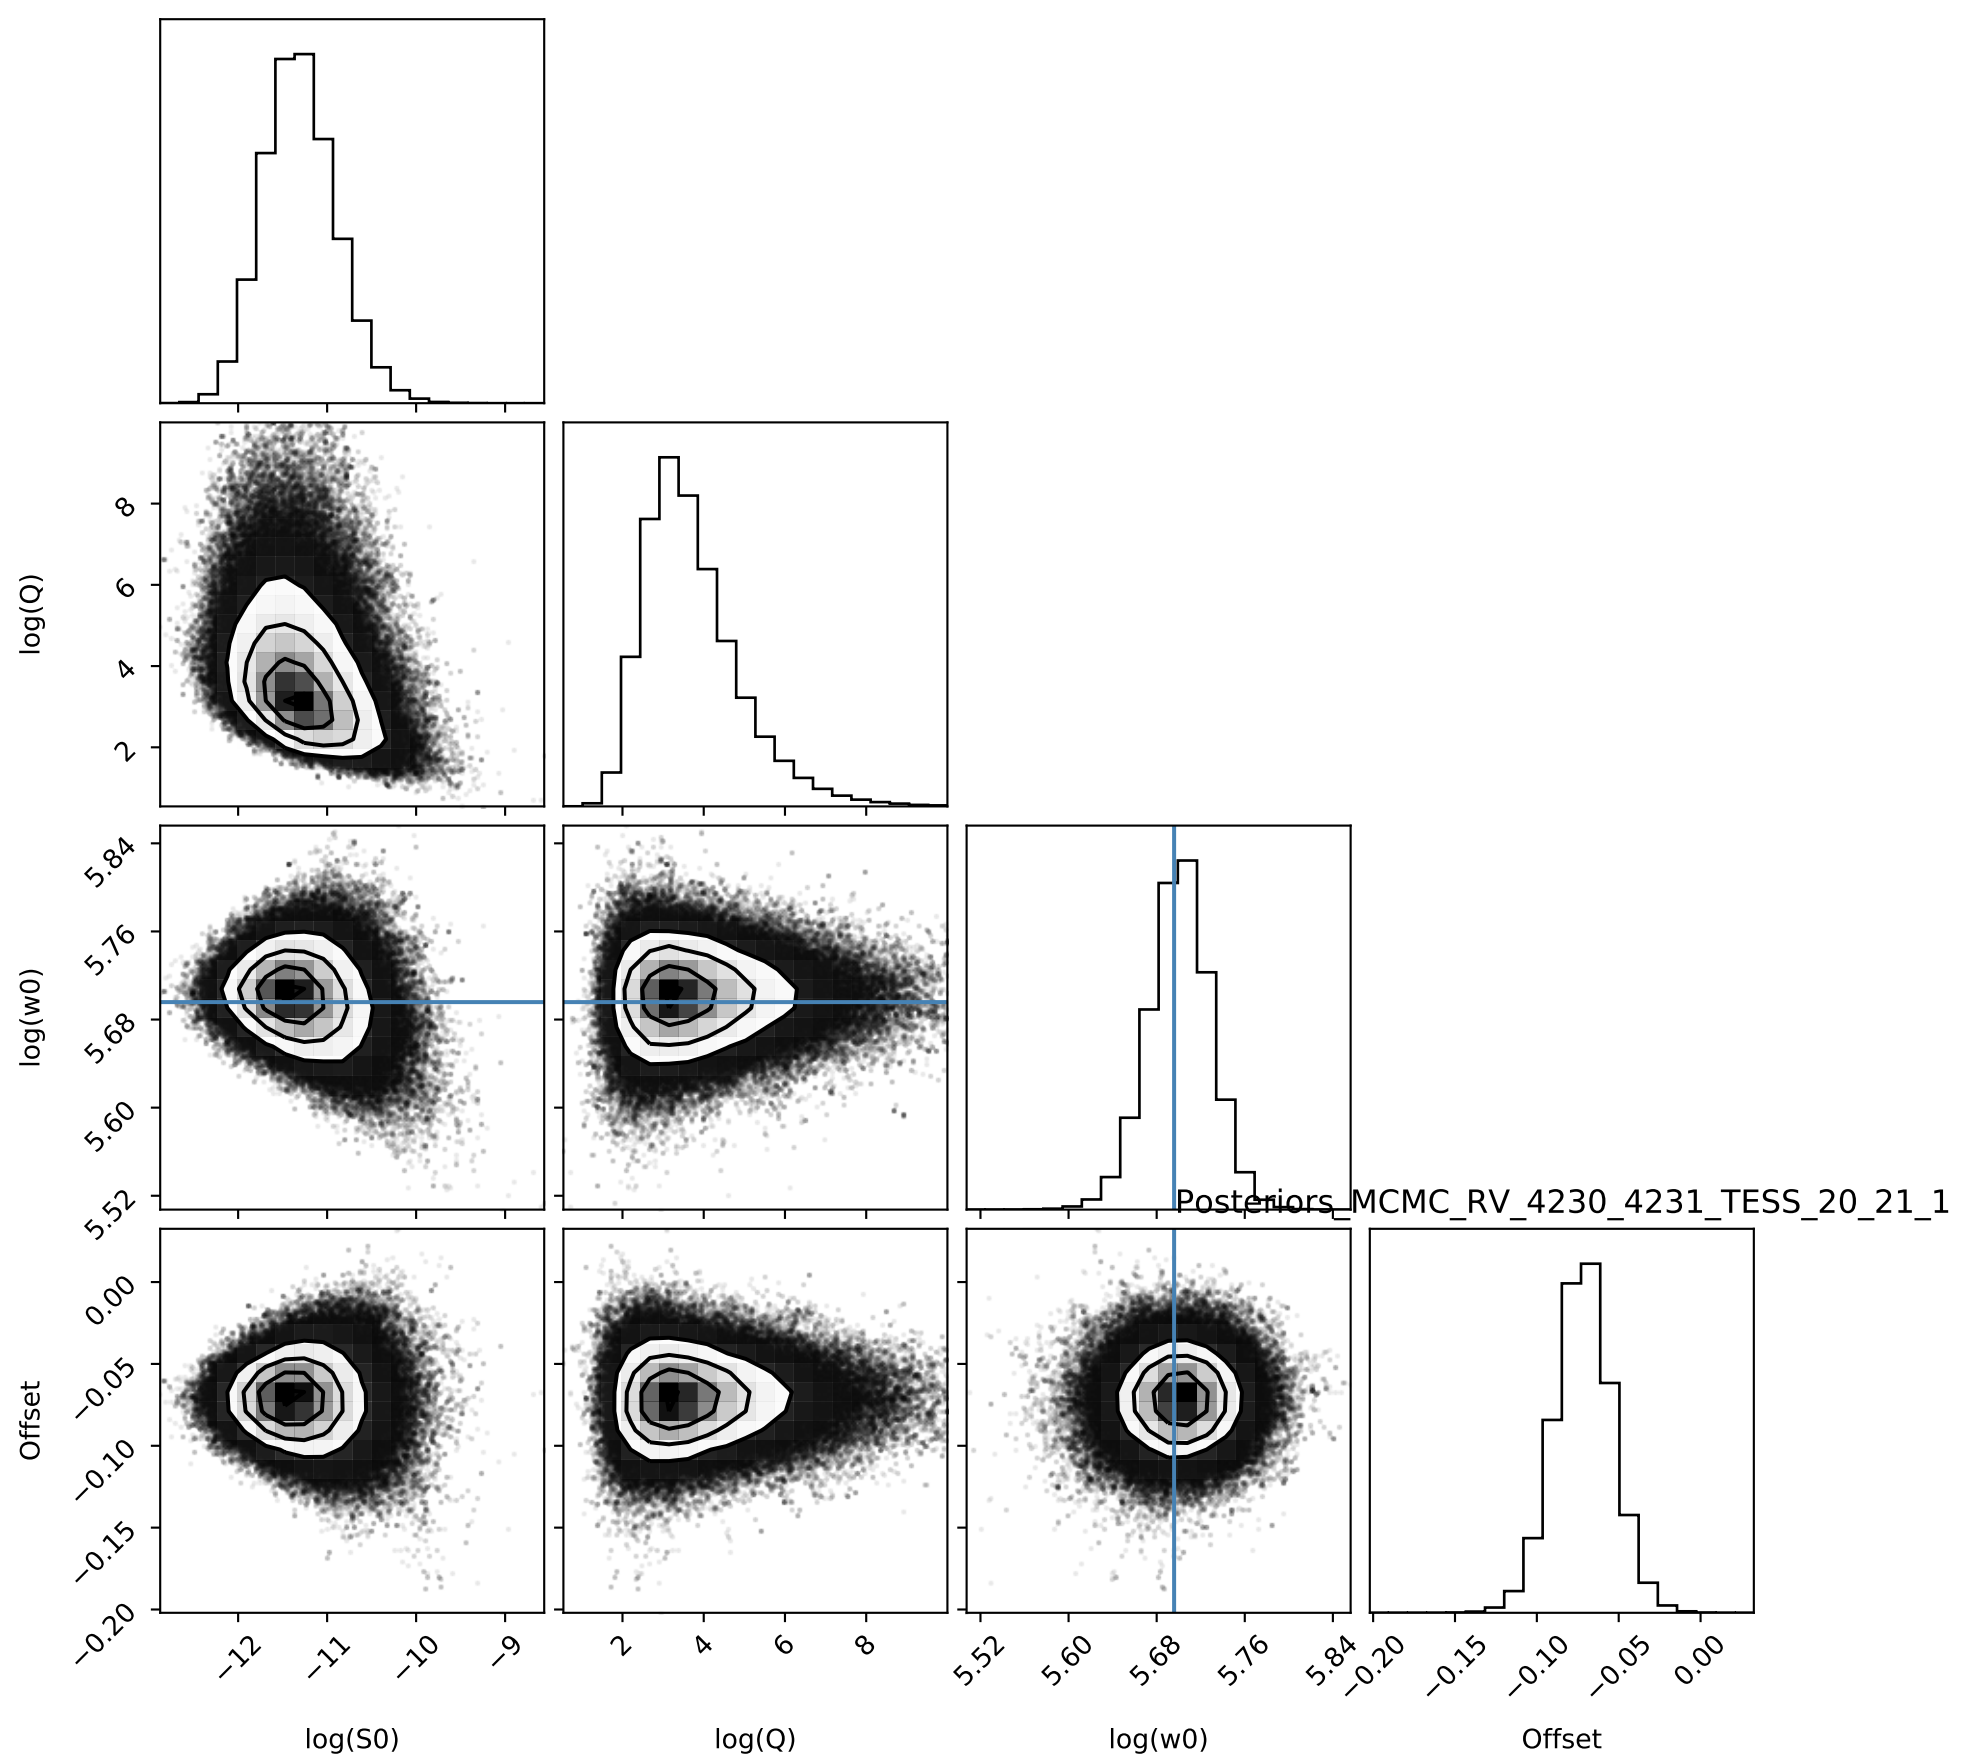 8
6
4
2
log(Q)
5.84
5.76
5.68
5.60
5.52
log(w0)
Posteriors_MCMC_RV_4230_4231_TESS_20_21_1
0.00
−0.05
−0.10
−0.15
−0.20
Offset
−12 −11 −10 −9 2 4 6 8 5.52 5.60 5.68 5.76 5.84 −0.20 −0.15 −0.10 −0.05 0.00
log(S0) log(Q) log(w0) Offset